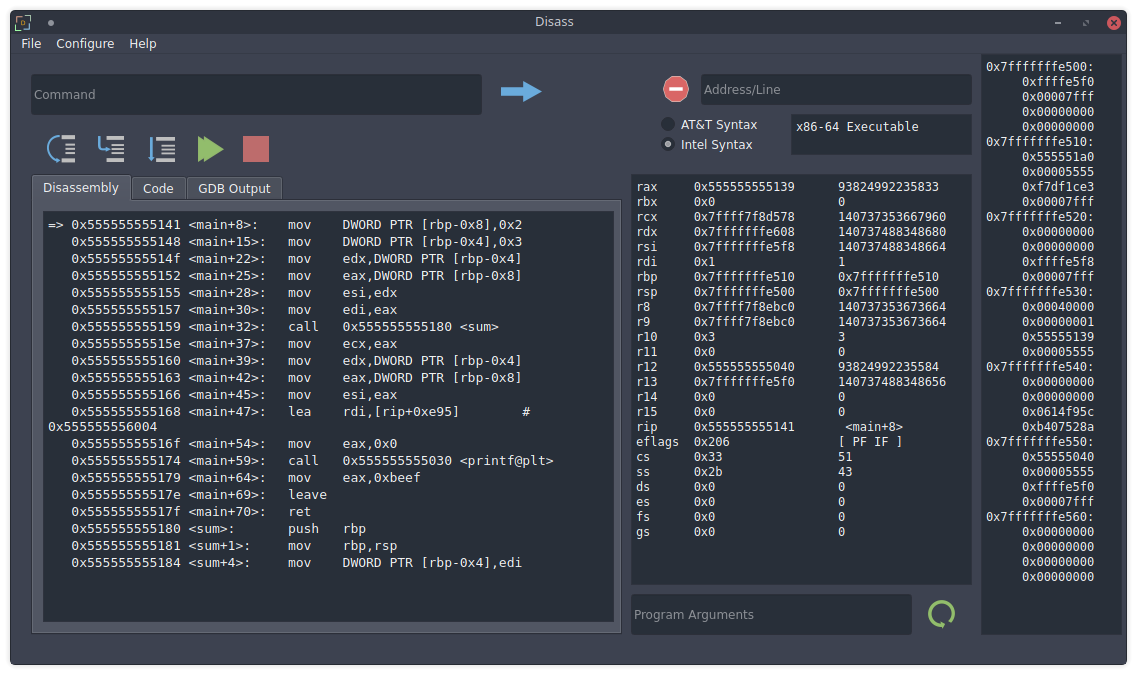 Disass
File Configure Help
Command
Address/Line
AT&T Syntax
Intel Syntax
x86-64 Executable
Disassembly Code GDB Output
=> 0x555555555141 <main+8>: mov DWORD PTR [rbp-0x8],0x2
0x555555555148 <main+15>: mov DWORD PTR [rbp-0x4],0x3
0x55555555514f <main+22>: mov edx,DWORD PTR [rbp-0x4]
0x555555555152 <main+25>: mov eax,DWORD PTR [rbp-0x8]
0x555555555155 <main+28>: mov esi,edx
0x555555555157 <main+30>: mov edi,eax
0x555555555159 <main+32>: call 0x555555555180 <sum>
0x55555555515e <main+37>: mov ecx,eax
0x555555555160 <main+39>: mov edx,DWORD PTR [rbp-0x4]
0x555555555163 <main+42>: mov eax,DWORD PTR [rbp-0x8]
0x555555555166 <main+45>: mov esi,eax
0x555555555168 <main+47>: lea rdi,[rip+0xe95] #
0x555555556004
0x55555555516f <main+54>: mov eax,0x0
0x555555555174 <main+59>: call 0x555555555030 <printf@plt>
0x555555555179 <main+64>: mov eax,0xbeef
0x55555555517e <main+69>: leave
0x55555555517f <main+70>: ret
0x555555555180 <sum>: push rbp
0x555555555181 <sum+1>: mov rbp,rsp
0x555555555184 <sum+4>: mov DWORD PTR [rbp-0x4],edi
rax 0x555555555139 93824992235833
rbx 0x0 0
rcx 0x7ffff7f8d578 140737353667960
rdx 0x7fffffffe608 140737488348680
rsi 0x7fffffffe5f8 140737488348664
rdi 0x1 1
rbp 0x7fffffffe510 0x7fffffffe510
rsp 0x7fffffffe500 0x7fffffffe500
r8 0x7ffff7f8ebc0 140737353673664
r9 0x7ffff7f8ebc0 140737353673664
r10 0x3 3
r11 0x0 0
r12 0x555555555040 93824992235584
r13 0x7fffffffe5f0 140737488348656
r14 0x0 0
r15 0x0 0
rip 0x555555555141 <main+8>
eflags 0x206 [ PF IF ]
cs 0x33 51
ss 0x2b 43
ds 0x0 0
es 0x0 0
fs 0x0 0
gs 0x0 0
Program Arguments
0x7fffffffe500:
0xffffe5f0
0x00007fff
0x00000000
0x00000000
0x7fffffffe510:
0x555551a0
0x00005555
0xf7df1ce3
0x00007fff
0x7fffffffe520:
0x00000000
0x00000000
0xffffe5f8
0x00007fff
0x7fffffffe530:
0x00040000
0x00000001
0x55555139
0x00005555
0x7fffffffe540:
0x00000000
0x00000000
0x0614f95c
0xb407528a
0x7fffffffe550:
0x55555040
0x00005555
0xffffe5f0
0x00007fff
0x7fffffffe560:
0x00000000
0x00000000
0x00000000
0x00000000